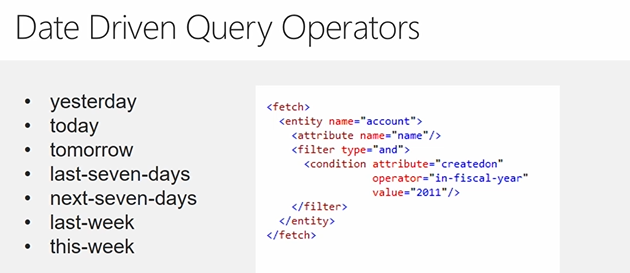 Date Driven Query Operators
• yesterday
• today
• tomorrow
• last-seven-days
• next-seven-days
• last-week
• this-week
<fetch>
<entity name="account">
<attribute name="name"/>
<filter type="and">
<condition attribute="createdon"
operator="in-fiscal-year"
value="2011"/>
</filter>
</entity>
</fetch>